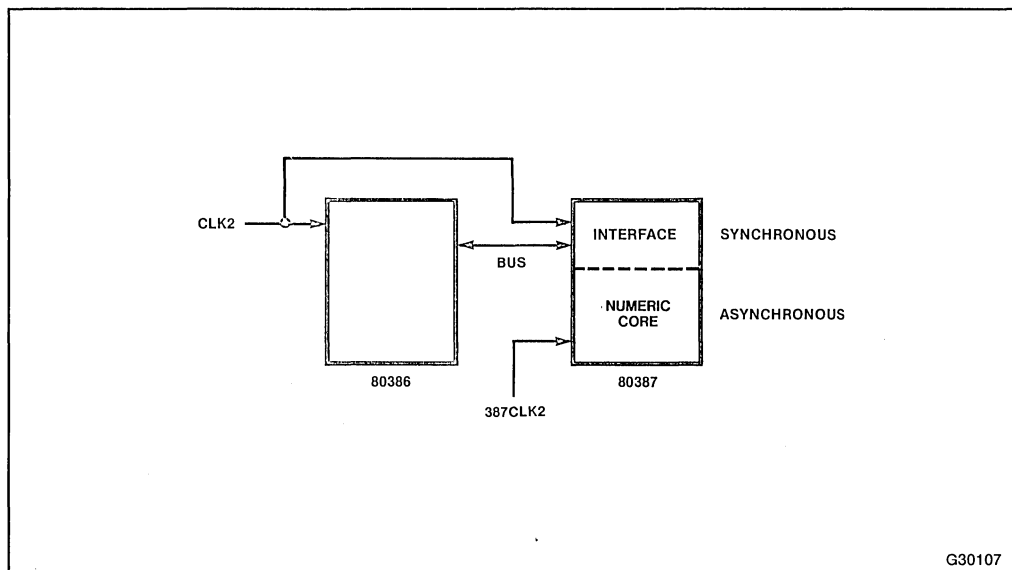 CLK2
BUS
INTERFACE
SYNCHRONOUS
NUMERIC
CORE
ASYNCHRONOUS
80386
80387
387CLK2
G30107